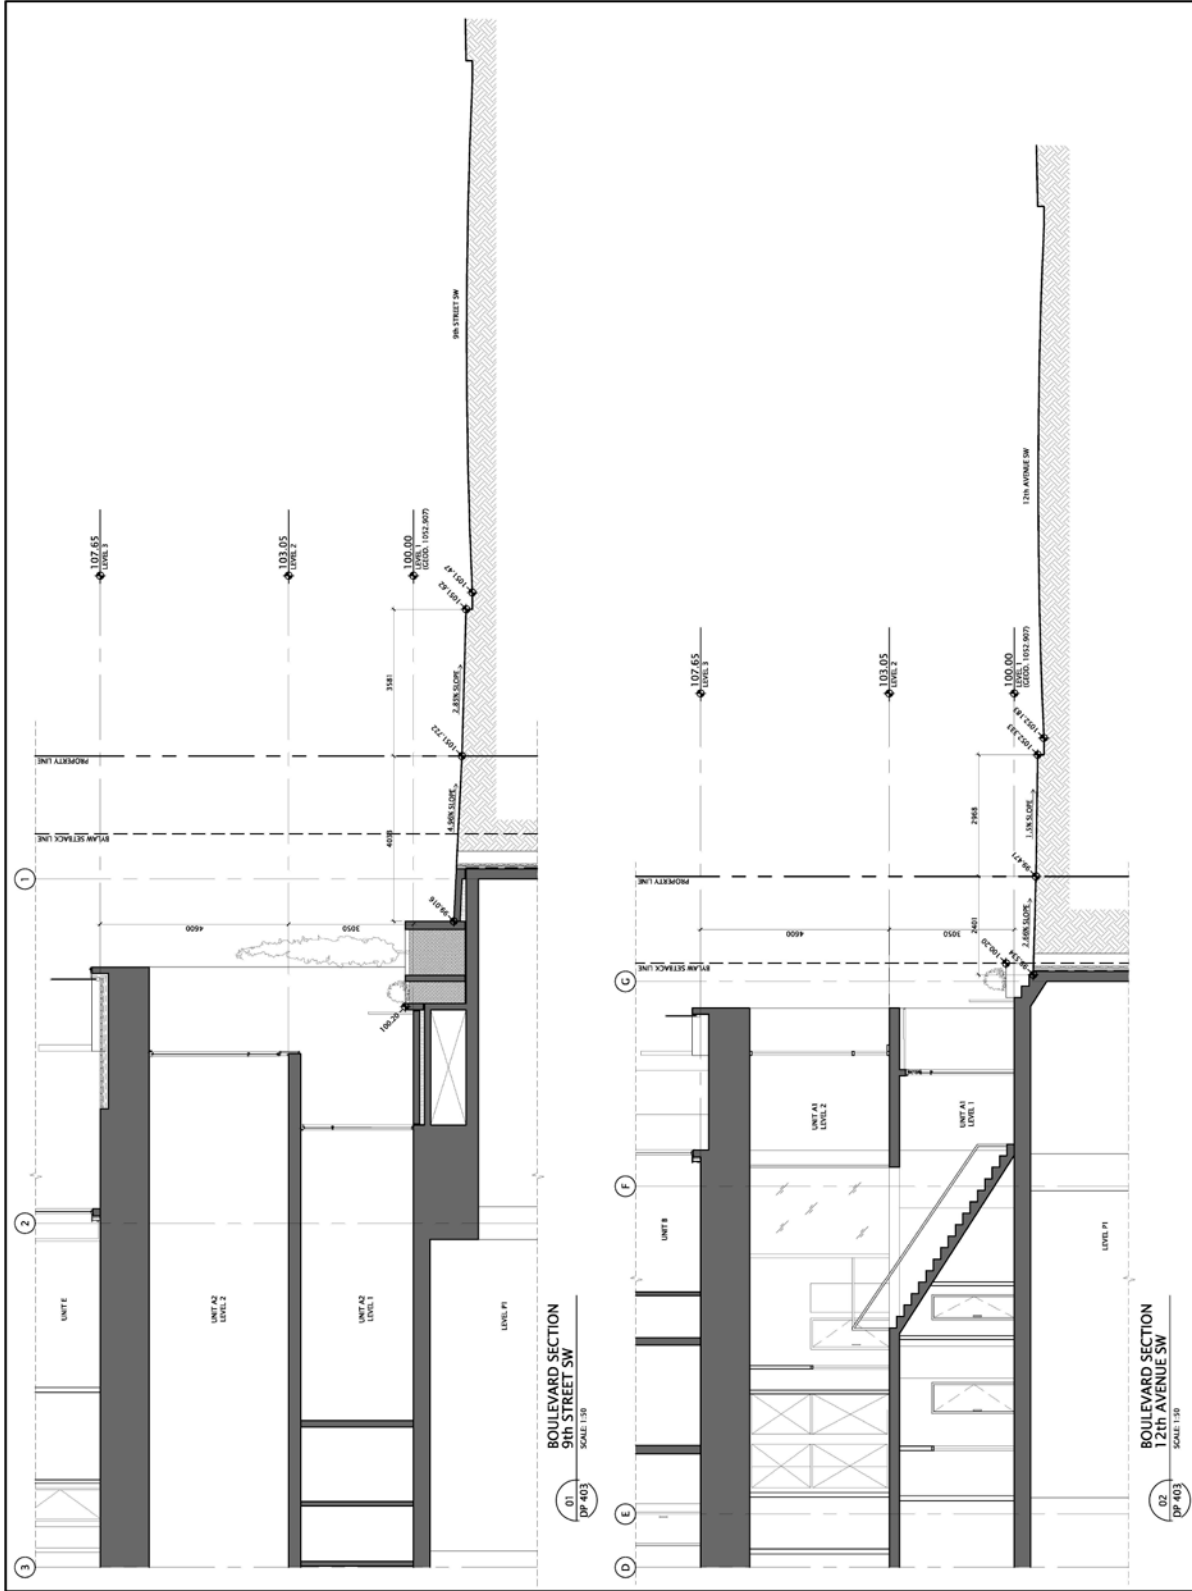 3
2
1
UNIT E
UNIT A2
LEVEL 2
UNIT A2
LEVEL 1
LEVEL P1
BYLAW SETBACK LINE
PROPERTY LINE
4600
3050
100.20
99.016
4.96% SLOPE
1051.722
2.85% SLOPE
3581
1051.62
1051.47
107.65
LEVEL 3
103.05
LEVEL 2
100.00
LEVEL 1
(GEOD. 1052.907)
9th STREET SW
01
DP 403
BOULEVARD SECTION
9th STREET SW
SCALE: 1:50
D
E
F
G
UNIT B
UNIT A1
LEVEL 2
UNIT A1
LEVEL 1
LEVEL P1
BYLAW SETBACK LINE
PROPERTY LINE
4600
3050
100.20
2401
99.471
1.5% SLOPE
2968
1052.333
1052.183
107.65
LEVEL 3
103.05
LEVEL 2
100.00
LEVEL 1
(GEOD. 1052.907)
12th AVENUE SW
02
DP 403
BOULEVARD SECTION
12th AVENUE SW
SCALE: 1:50